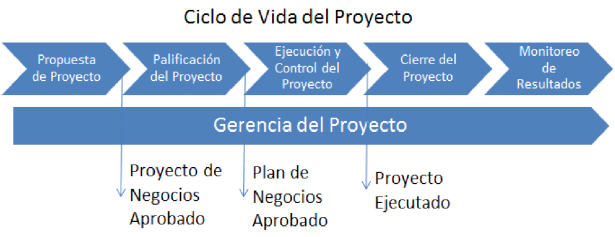 Ciclo de Vida del Proyecto
Propuesta
de Proyecto
Palificación
del Proyecto
Ejecución y
Control del
Proyecto
Cierre del
Proyecto
Monitoreo
de
Resultados
Gerencia del Proyecto
Proyecto de
Negocios
Aprobado
Plan de
Negocios
Aprobado
Proyecto
Ejecutado